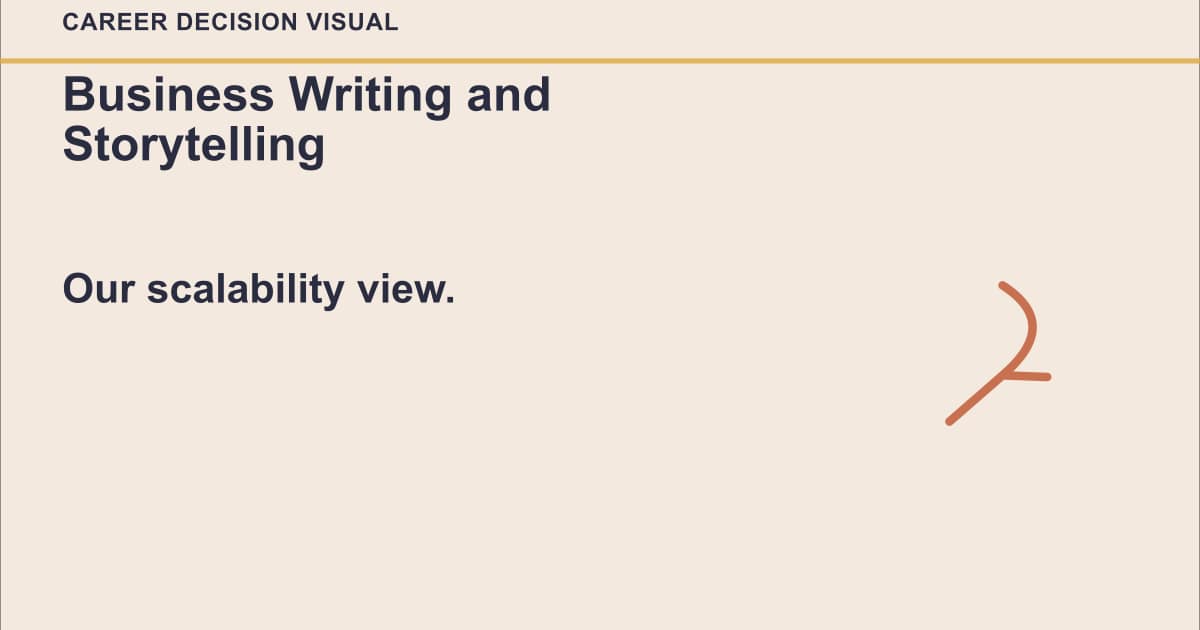 CAREER DECISION VISUAL
Business Writing and
Storytelling
Our scalability view.